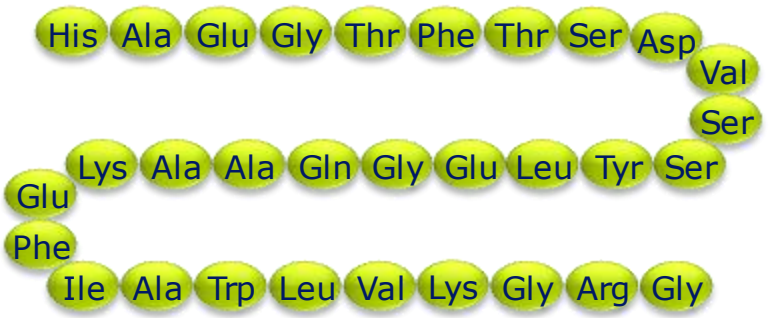 His Ala Glu Gly Thr Phe Thr Ser Asp
Val
Ser
Lys Ala Ala Gln Gly Glu Leu Tyr Ser
Glu
Phe
Ile Ala Trp Leu Val Lys Gly Arg Gly